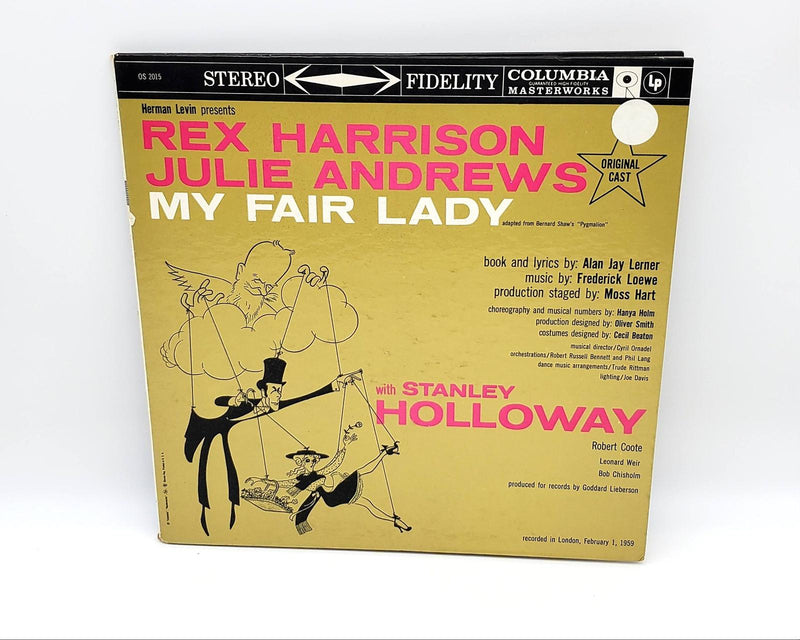 OS 2015
STEREO FIDELITY
COLUMBIA
GUARANTEED HIGH FIDELITY
MASTERWORKS
LP
Herman Levin presents
REX HARRISON
JULIE ANDREWS
ORIGINAL
CAST
MY FAIR LADY
adapted from Bernard Shaw's "Pygmalion"
book and lyrics by: Alan Jay Lerner
music by: Frederick Loewe
production staged by: Moss Hart
choreography and musical numbers by: Hanya Holm
production designed by: Oliver Smith
costumes designed by: Cecil Beaton
musical director/Cyril Ornadel
orchestrations/Robert Russell Bennett and Phil Lang
dance music arrangements/Trude Rittman
lighting/Joe Davis
with STANLEY
HOLLOWAY
Robert Coote
Leonard Weir
Bob Chisholm
produced for records by Goddard Lieberson
recorded in London, February 1, 1959